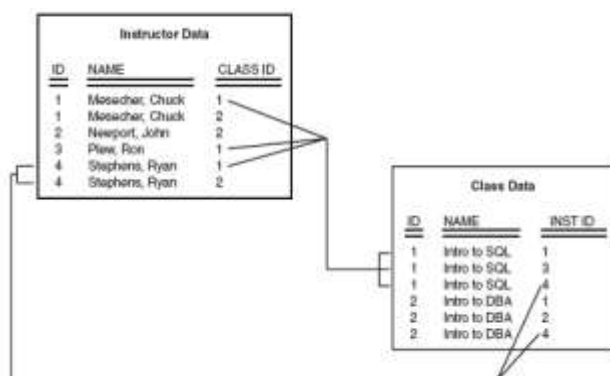 Instructor Data
ID NAME CLASS ID
1 Mesecher, Chuck 1
1 Mesecher, Chuck 2
2 Newport, John 2
3 Plew, Ron 1
4 Stephens, Ryan 1
4 Stephens, Ryan 2
Class Data
ID NAME INST ID
1 Intro to SQL 1
1 Intro to SQL 3
1 Intro to SQL 4
2 Intro to DBA 1
2 Intro to DBA 2
2 Intro to DBA 4